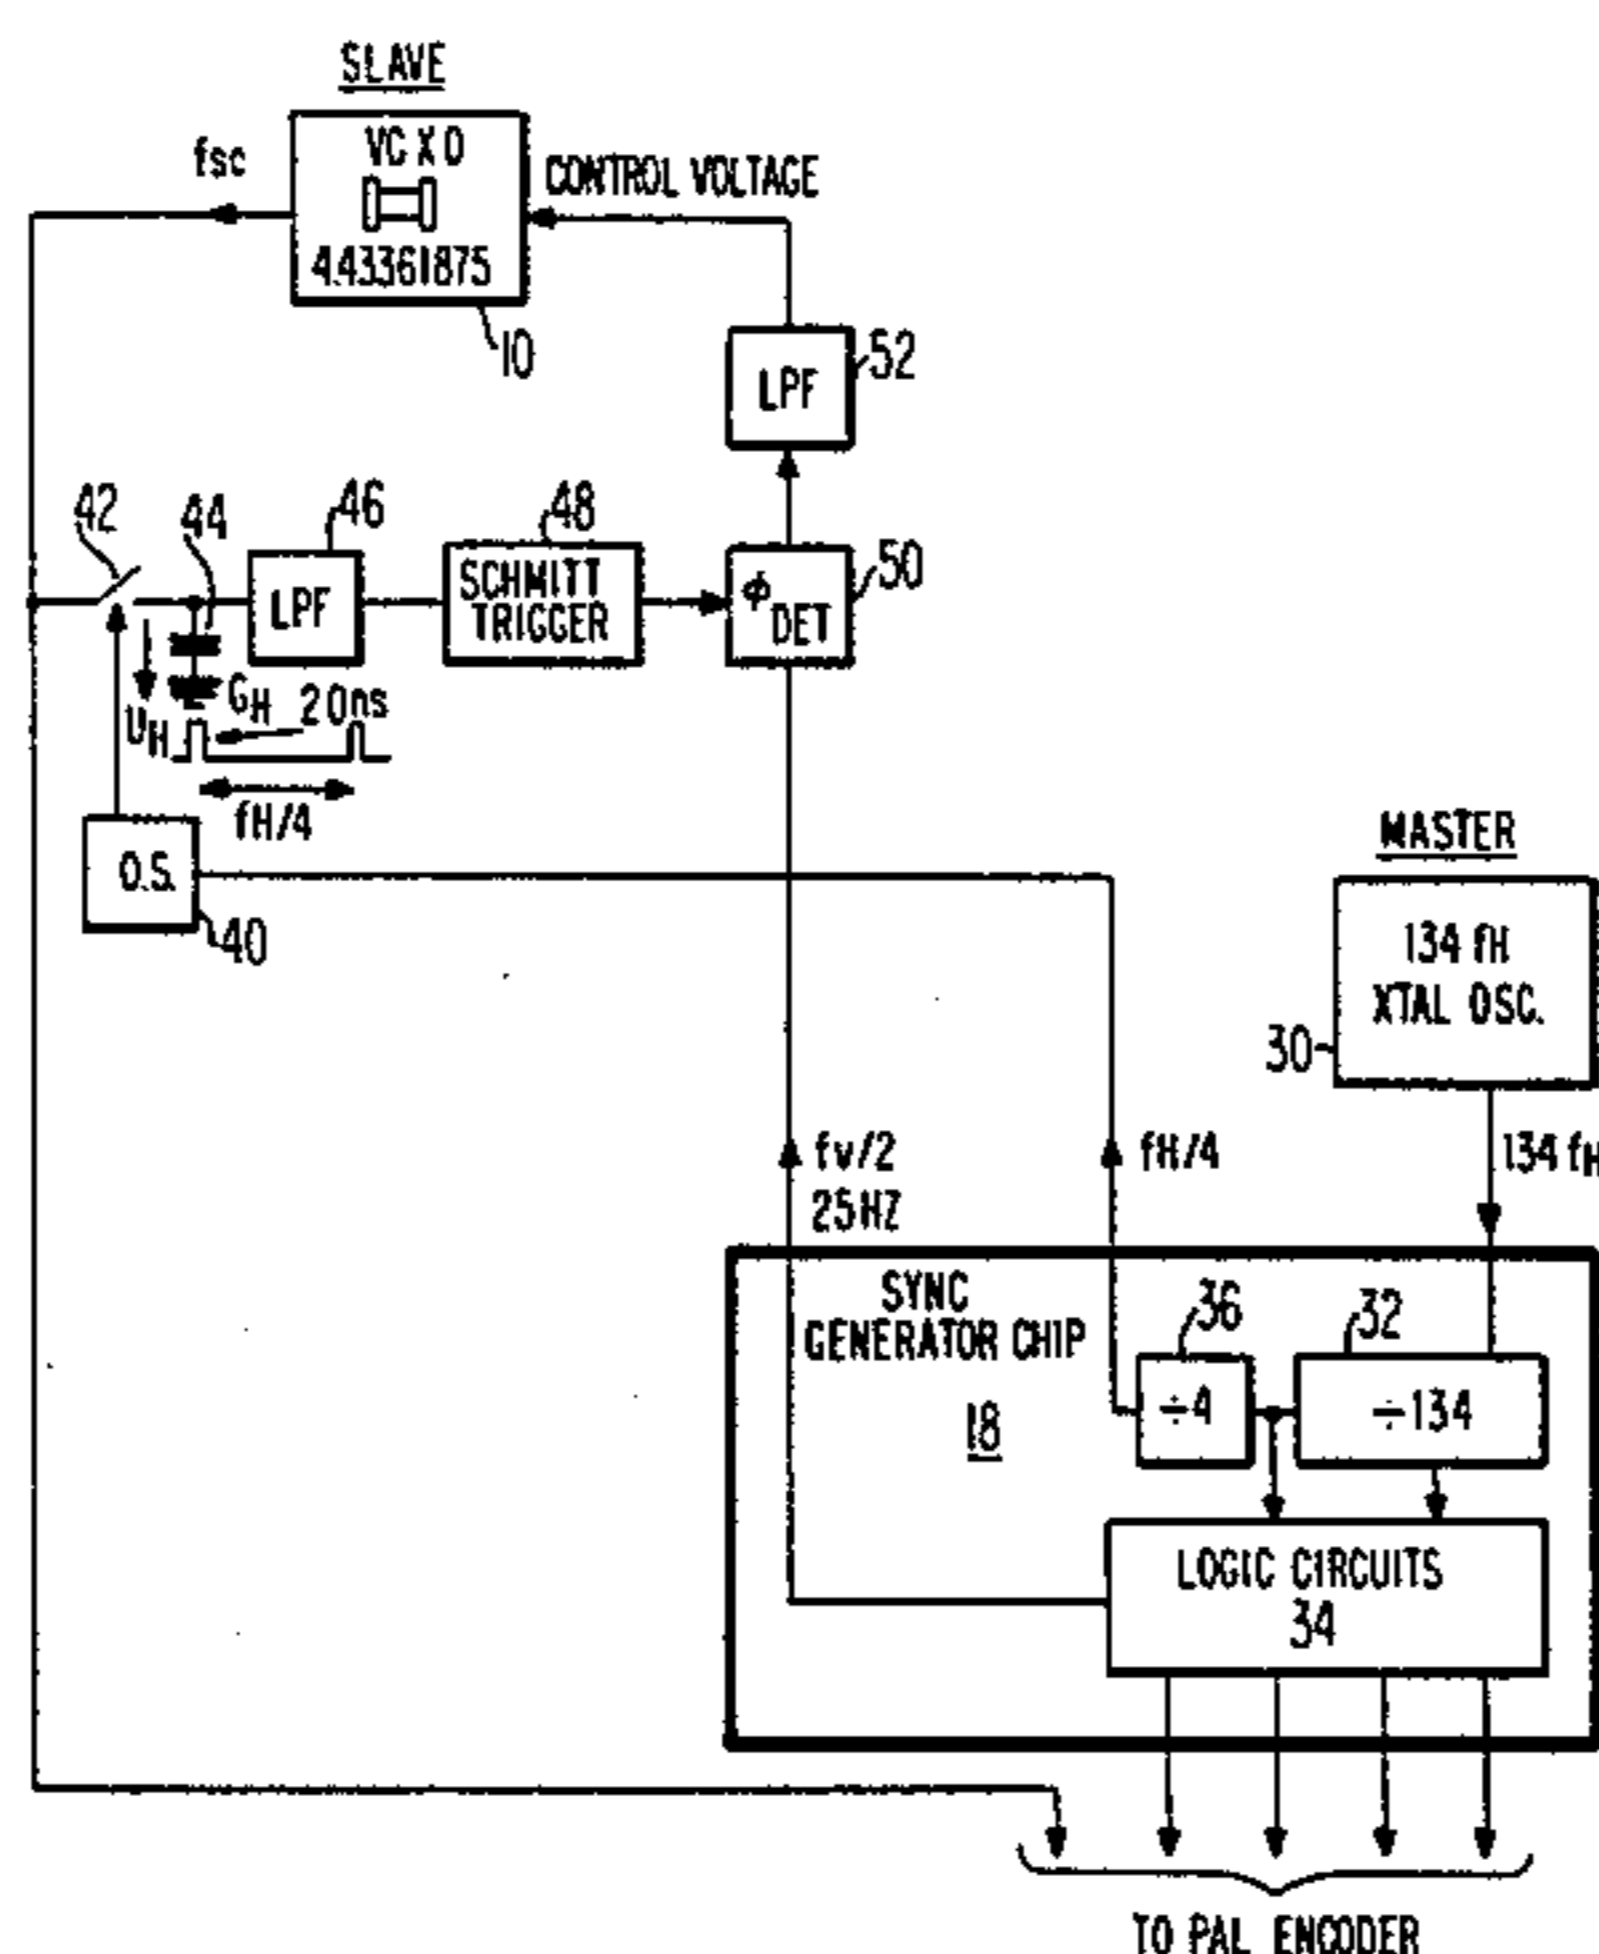 SLAVE
fsc
VCXO
4.43361875
CONTROL VOLTAGE
10
LPF
52
42
44
46
LPF
48
SCHMITT
TRIGGER
50
ϕ
DET
UH
GH
20ns
fH/4
O.S.
40
MASTER
134 fH
XTAL OSC.
30
fv/2
25HZ
fH/4
134 fH
SYNC
GENERATOR CHIP
18
36
÷4
32
÷134
LOGIC CIRCUITS
34
TO PAL ENCODER